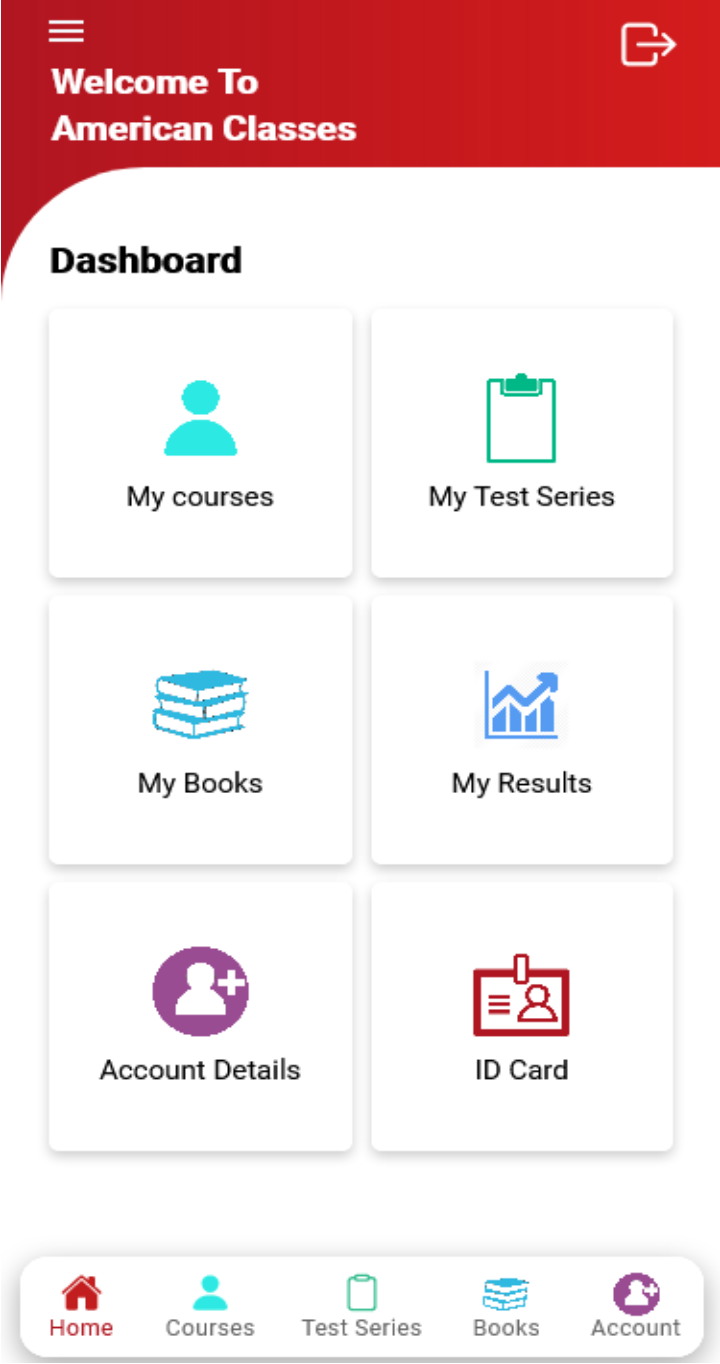 Welcome To
American Classes
Dashboard
My courses
My Test Series
My Books
My Results
Account Details
ID Card
Home
Courses
Test Series
Books
Account